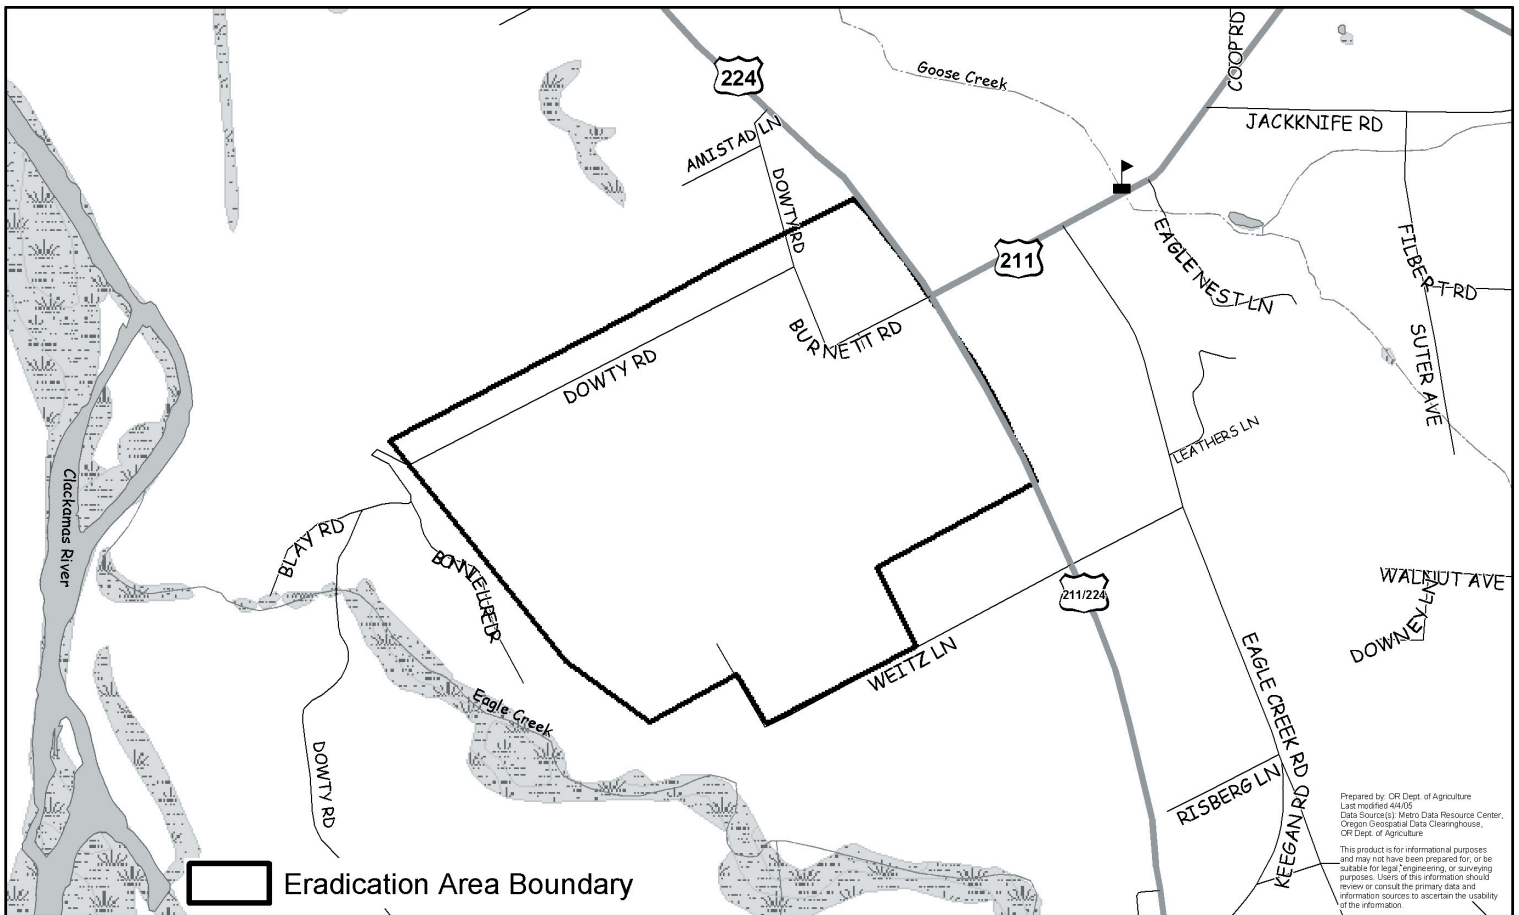 COOP RD
224
Goose Creek
JACKKNIFE RD
AMISTAD LN
DOWTY RD
EAGLE NEST LN
FILBERT RD
211
BURNETT RD
SUTER AVE
DOWTY RD
LEATHERS LN
Clackamas River
BLAY RD
WALNUT AVE
211/224
DOWNEY LN
WEITZ LN
EAGLE CREEK RD
Eagle Creek
DOWTY RD
RISBERG LN
KEEGAN RD
Prepared by: OR Dept. of Agriculture
Last modified 4/4/05
Data Source(s): Metro Data Resource Center,
Oregon Geospatial Data Clearinghouse,
OR Dept. of Agriculture
This product is for informational purposes
and may not have been prepared for, or be
suitable for legal, engineering, or surveying
purposes. Users of this information should
review or consult the primary data and
information sources to ascertain the usability
of the information.
Eradication Area Boundary